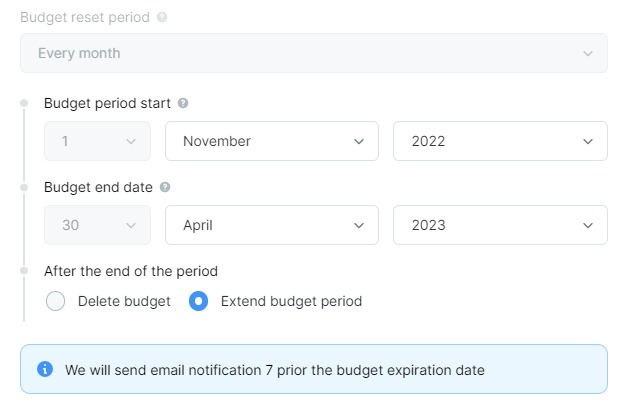 Budget reset period
Every month
Budget period start
1 November 2022
Budget end date
30 April 2023
After the end of the period
Delete budget Extend budget period
We will send email notification 7 prior the budget expiration date